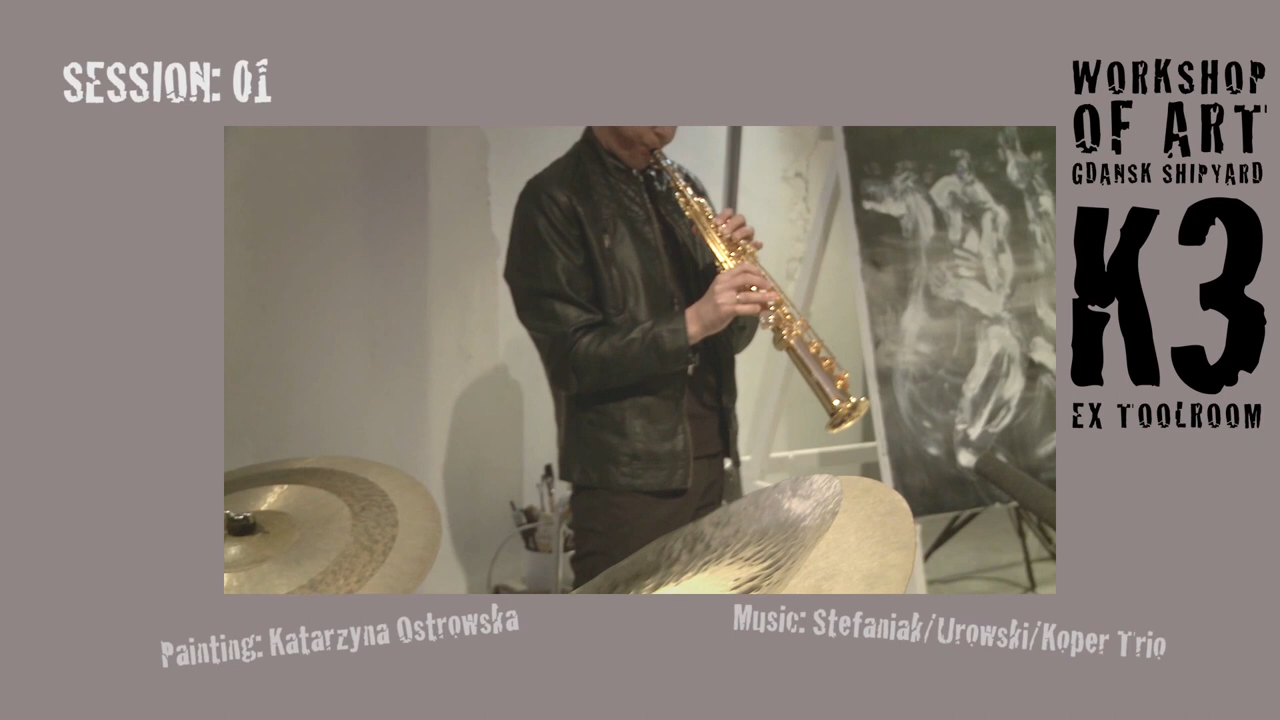 SESSION: 01
WORKSHOP
OF ART
GDANSK SHIPYARD
K3
EX TOOLROOM
Painting: Katarzyna Ostrowska
Music: Stefaniak/Urowski/Koper Trio